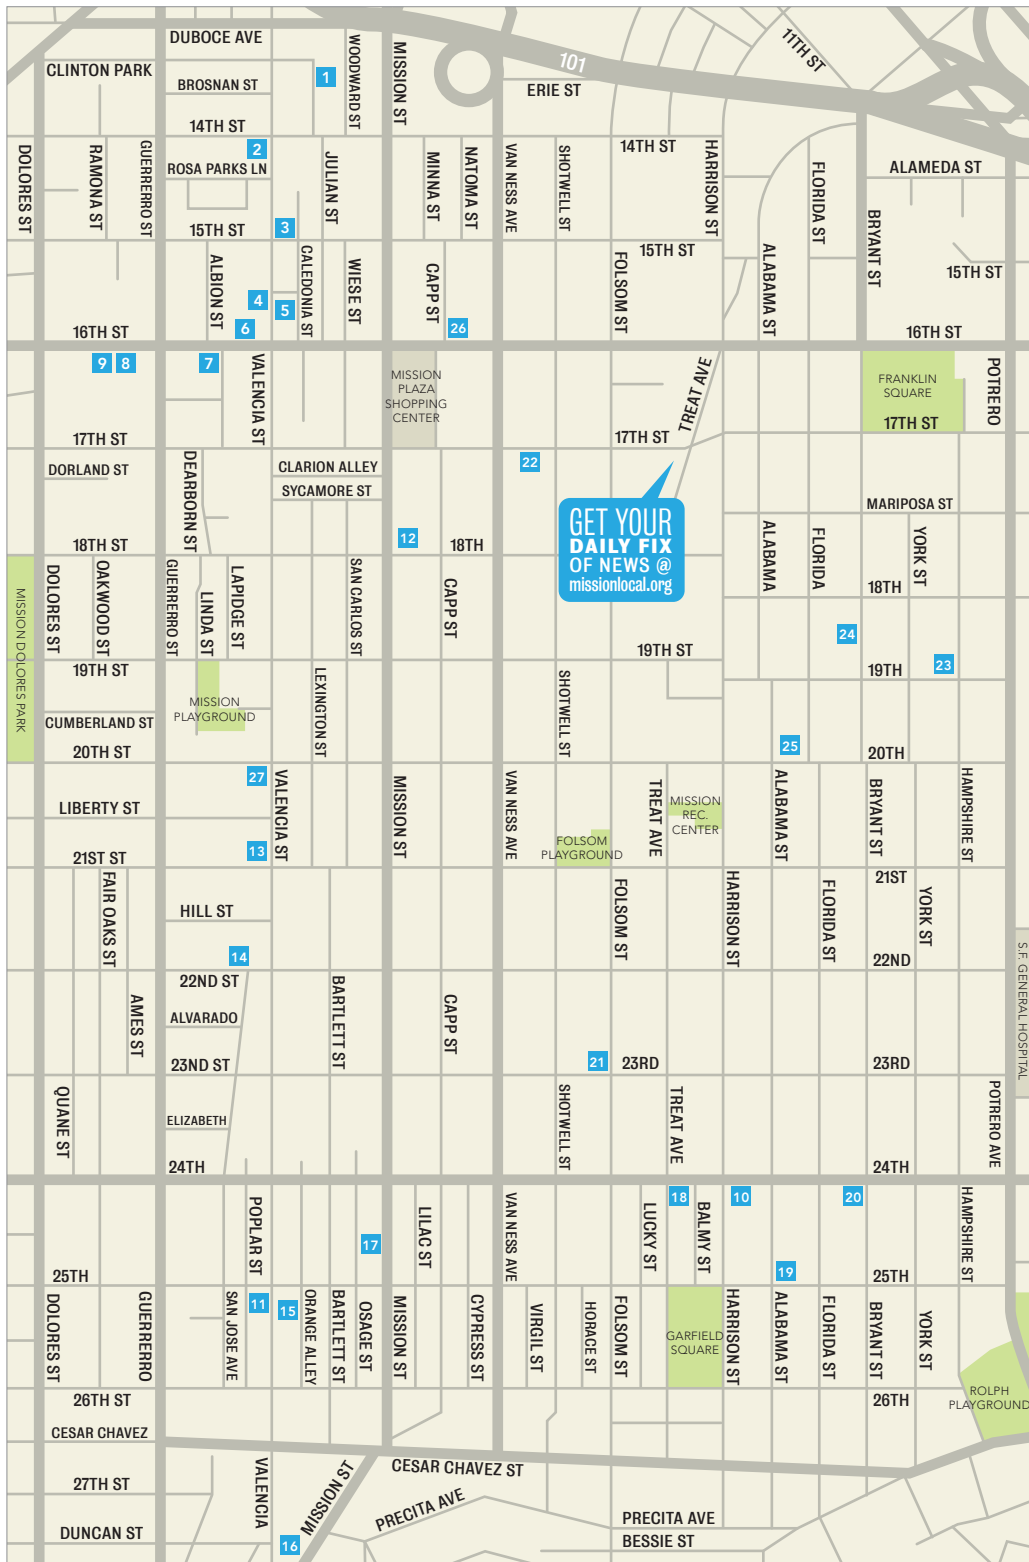 DUBOCE AVE
CLINTON PARK
BROSNAN ST
1
WOODWARD ST
MISSION ST
101
11TH ST
ERIE ST
14TH ST
2
14TH ST
DOLORES ST
RAMONA ST
GUERRERRO ST
ROSA PARKS LN
JULIAN ST
MINNA ST
NATOMA ST
VAN NESS AVE
SHOTWELL ST
HARRISON ST
FLORIDA ST
ALAMEDA ST
BRYANT ST
15TH ST
3
15TH ST
15TH ST
ALBION ST
4
5
6
CALEDONIA ST
WIESE ST
CAPP ST
26
FOLSOM ST
ALABAMA ST
16TH ST
16TH ST
9
8
7
VALENCIA ST
MISSION
PLAZA
SHOPPING
CENTER
TREAT AVE
FRANKLIN
SQUARE
POTRERO
17TH ST
17TH ST
17TH ST
DORLAND ST
DEARBORN ST
CLARION ALLEY
SYCAMORE ST
22
GET YOUR
DAILY FIX
OF NEWS @
missionlocal.org
MARIPOSA ST
18TH ST
12
18TH
ALABAMA
FLORIDA
18TH
YORK ST
MISSION DOLORES PARK
DOLORES ST
OAKWOOD ST
GUERRERRO ST
LINDA ST
LAPIDGE ST
SAN CARLOS ST
CAPP ST
24
19TH ST
19TH ST
19TH
23
MISSION
PLAYGROUND
LEXINGTON ST
SHOTWELL ST
CUMBERLAND ST
20TH ST
25
20TH
27
VALENCIA ST
MISSION ST
VAN NESS AVE
TREAT AVE
MISSION
REC.
CENTER
ALABAMA ST
BRYANT ST
HAMPSHIRE ST
LIBERTY ST
21ST ST
13
FOLSOM
PLAYGROUND
21ST
FAIR OAKS ST
HILL ST
FOLSOM ST
HARRISON ST
FLORIDA ST
YORK ST
14
22ND ST
22ND
S.F. GENERAL HOSPITAL
AMES ST
ALVARADO
BARTLETT ST
CAPP ST
23ND ST
21
23RD
23RD
QUANE ST
ELIZABETH
SHOTWELL ST
TREAT AVE
POTRERO AVE
24TH
24TH
POPLAR ST
17
LILAC ST
VAN NESS AVE
LUCKY ST
18
BALMY ST
10
20
HAMPSHIRE ST
25TH
19
25TH
DOLORES ST
GUERRERRO
SAN JOSE AVE
11
15
ORANGE ALLEY
BARTLETT ST
OSAGE ST
MISSION ST
CYPRESS ST
VIRGIL ST
HORACE ST
FOLSOM ST
GARFIELD
SQUARE
HARRISON ST
ALABAMA ST
FLORIDA ST
BRYANT ST
YORK ST
26TH ST
26TH
ROLPH
PLAYGROUND
CESAR CHAVEZ
CESAR CHAVEZ ST
27TH ST
VALENCIA
MISSION ST
PRECITA AVE
PRECITA AVE
DUNCAN ST
16
BESSIE ST